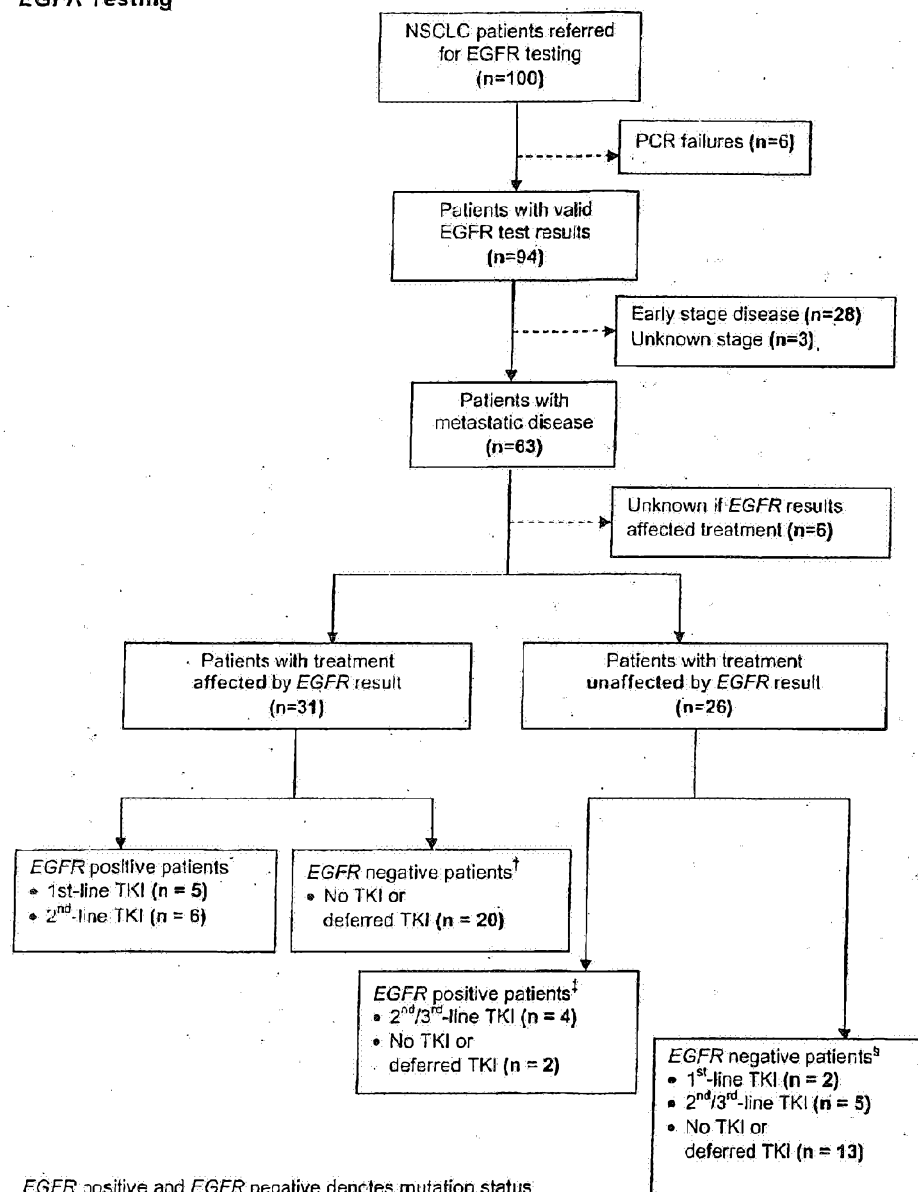 EGFR Testing
NSCLC patients referred
for EGFR testing
(n=100)
PCR failures (n=6)
Patients with valid
EGFR test results
(n=94)
Early stage disease (n=28)
Unknown stage (n=3)
Patients with
metastatic disease
(n=63)
Unknown if EGFR results
affected treatment (n=6)
Patients with treatment
affected by EGFR result
(n=31)
Patients with treatment
unaffected by EGFR result
(n=26)
EGFR positive patients
• 1st-line TKI (n = 5)
• 2nd-line TKI (n = 6)
EGFR negative patients†
• No TKI or
deferred TKI (n = 20)
EGFR positive patients‡
• 2nd/3rd-line TKI (n = 4)
• No TKI or
deferred TKI (n = 2)
EGFR negative patients§
• 1st-line TKI (n = 2)
• 2nd/3rd-line TKI (n = 5)
• No TKI or
deferred TKI (n = 13)
EGFR positive and EGFR negative denotes mutation status